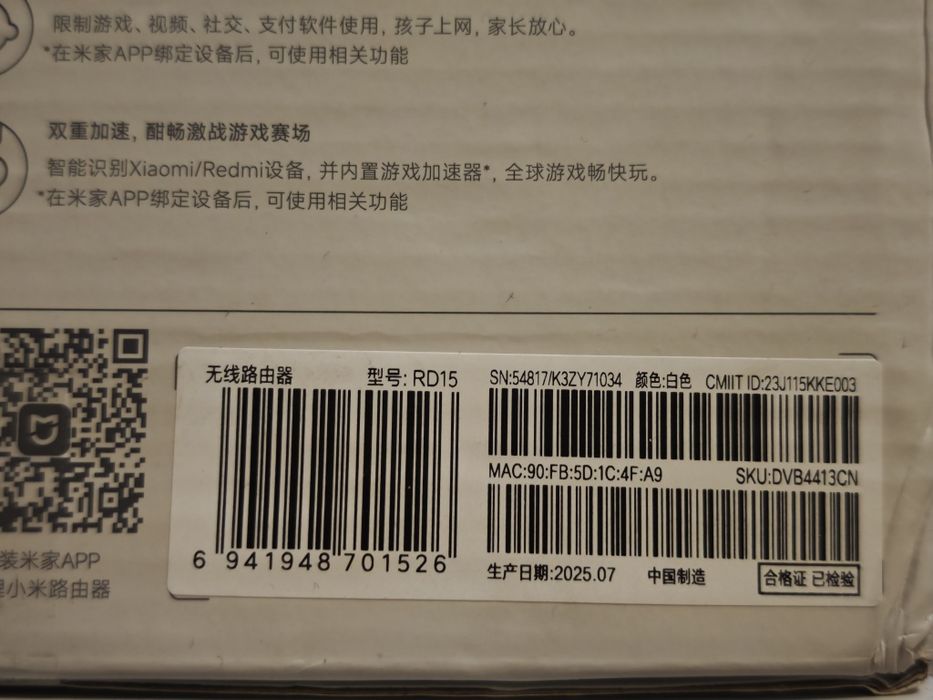 限制游戏、视频、社交、支付软件使用，孩子上网，家长放心。
*在米家APP绑定设备后，可使用相关功能
双重加速，酣畅激战游戏赛场
智能识别Xiaomi/Redmi设备，并内置游戏加速器*，全球游戏畅快玩。
*在米家APP绑定设备后，可使用相关功能
装米家APP
理小米路由器
无线路由器 型号: RD15
6 941948 701526
SN:54817/K3ZY71034 颜色:白色 CMIIT ID:23J115KKE003
MAC:90:FB:5D:1C:4F:A9 SKU:DVB4413CN
生产日期:2025.07 中国制造 合格证 已检验